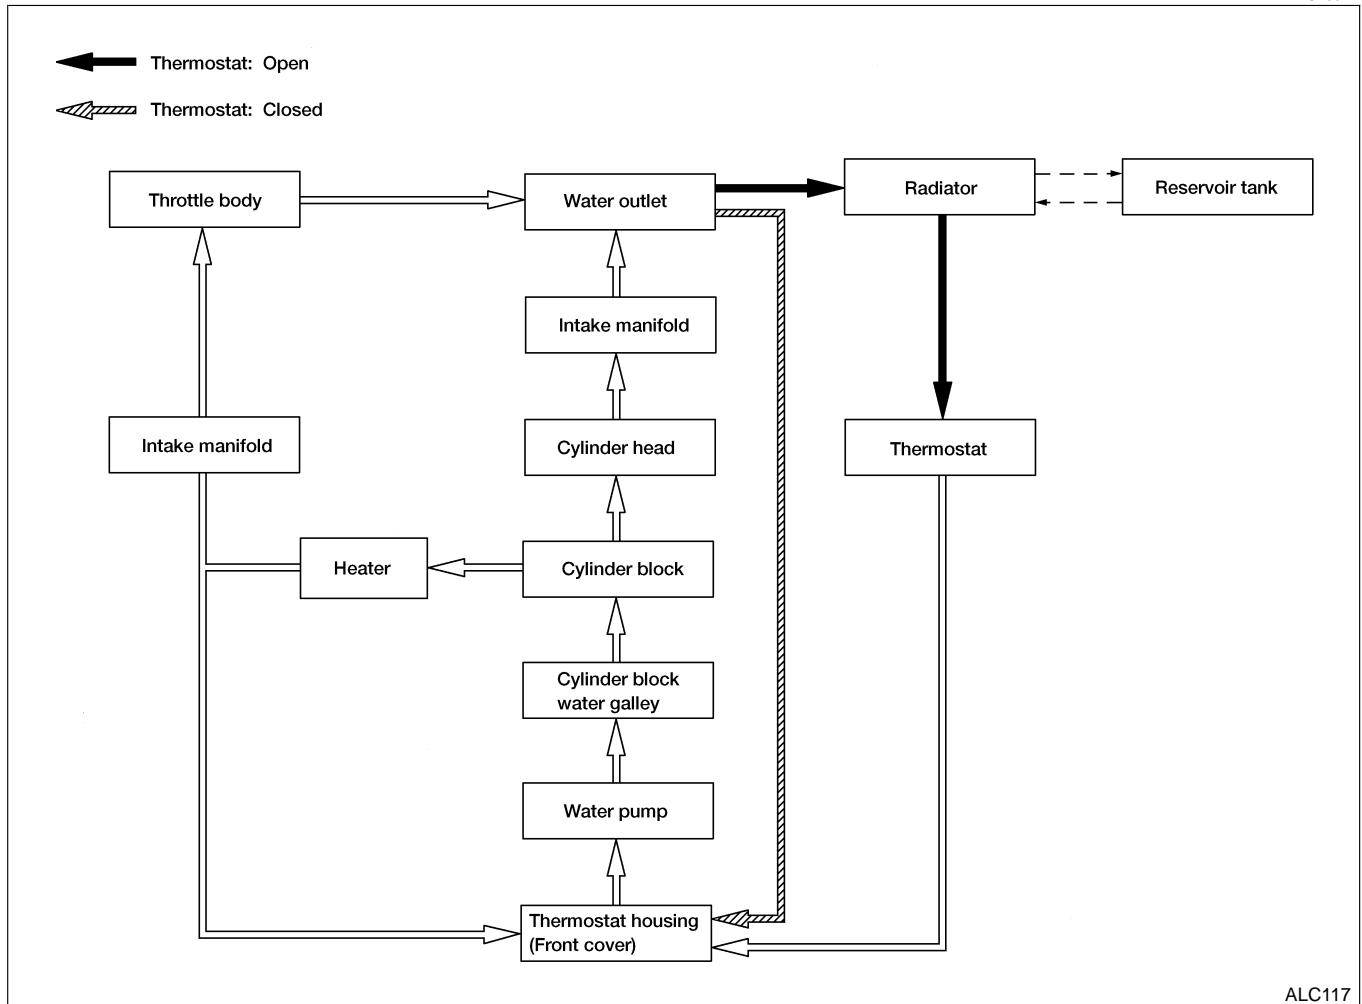 Thermostat: Open
Thermostat: Closed
Throttle body
Water outlet
Radiator
Reservoir tank
Intake manifold
Intake manifold
Cylinder head
Thermostat
Heater
Cylinder block
Cylinder block
water galley
Water pump
Thermostat housing
(Front cover)
ALC117